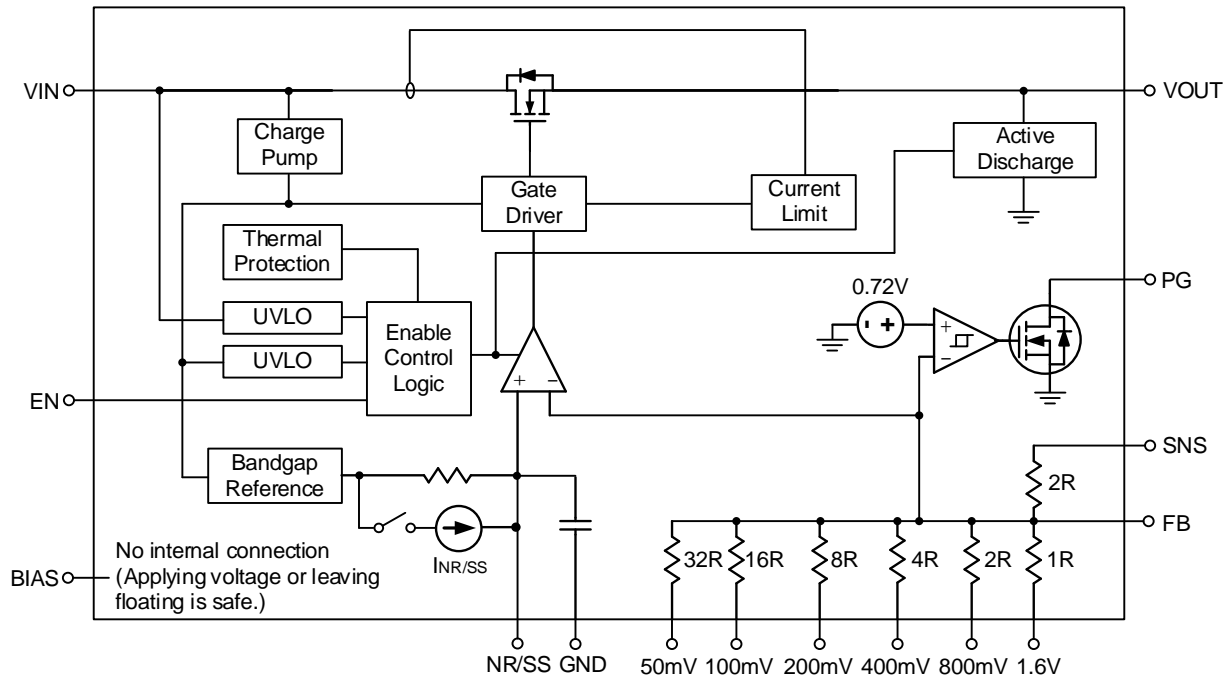 VIN
VOUT
Charge
Pump
Active
Discharge
Gate
Driver
Current
Limit
Thermal
Protection
0.72V
PG
UVLO
Enable
Control
Logic
UVLO
+
−
EN
+
−
SNS
Bandgap
Reference
2R
FB
No internal connection
(Applying voltage or leaving
floating is safe.)
BIAS
INR/SS
32R
16R
8R
4R
2R
1R
NR/SS
GND
50mV
100mV
200mV
400mV
800mV
1.6V